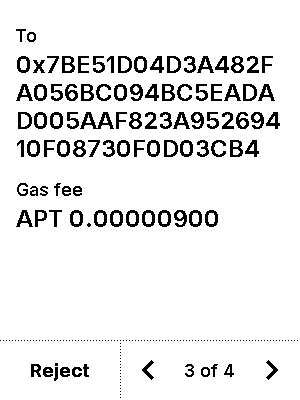 To
0x7BE51D04D3A482F
A056BC094BC5EADA
D005AAF823A952694
10F08730F0D03CB4
Gas fee
APT 0.00000900
Reject
3 of 4